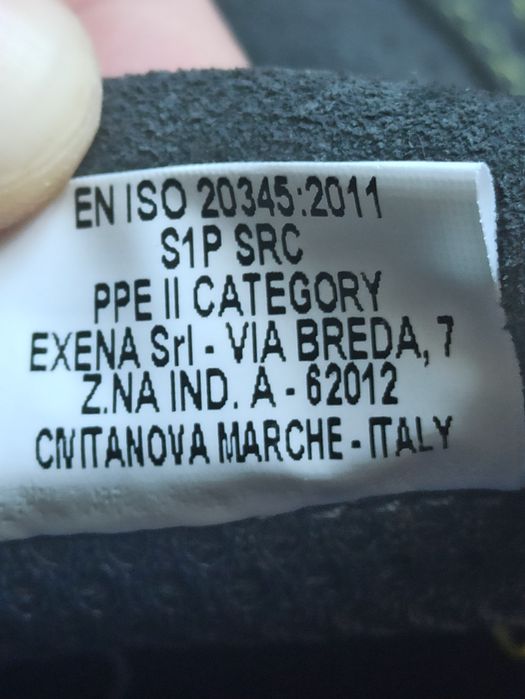 EN ISO 20345:2011
S1P SRC
PPE II CATEGORY
EXENA Srl - VIA BREDA, 7
Z.NA IND. A - 62012
CIVITANOVA MARCHE - ITALY